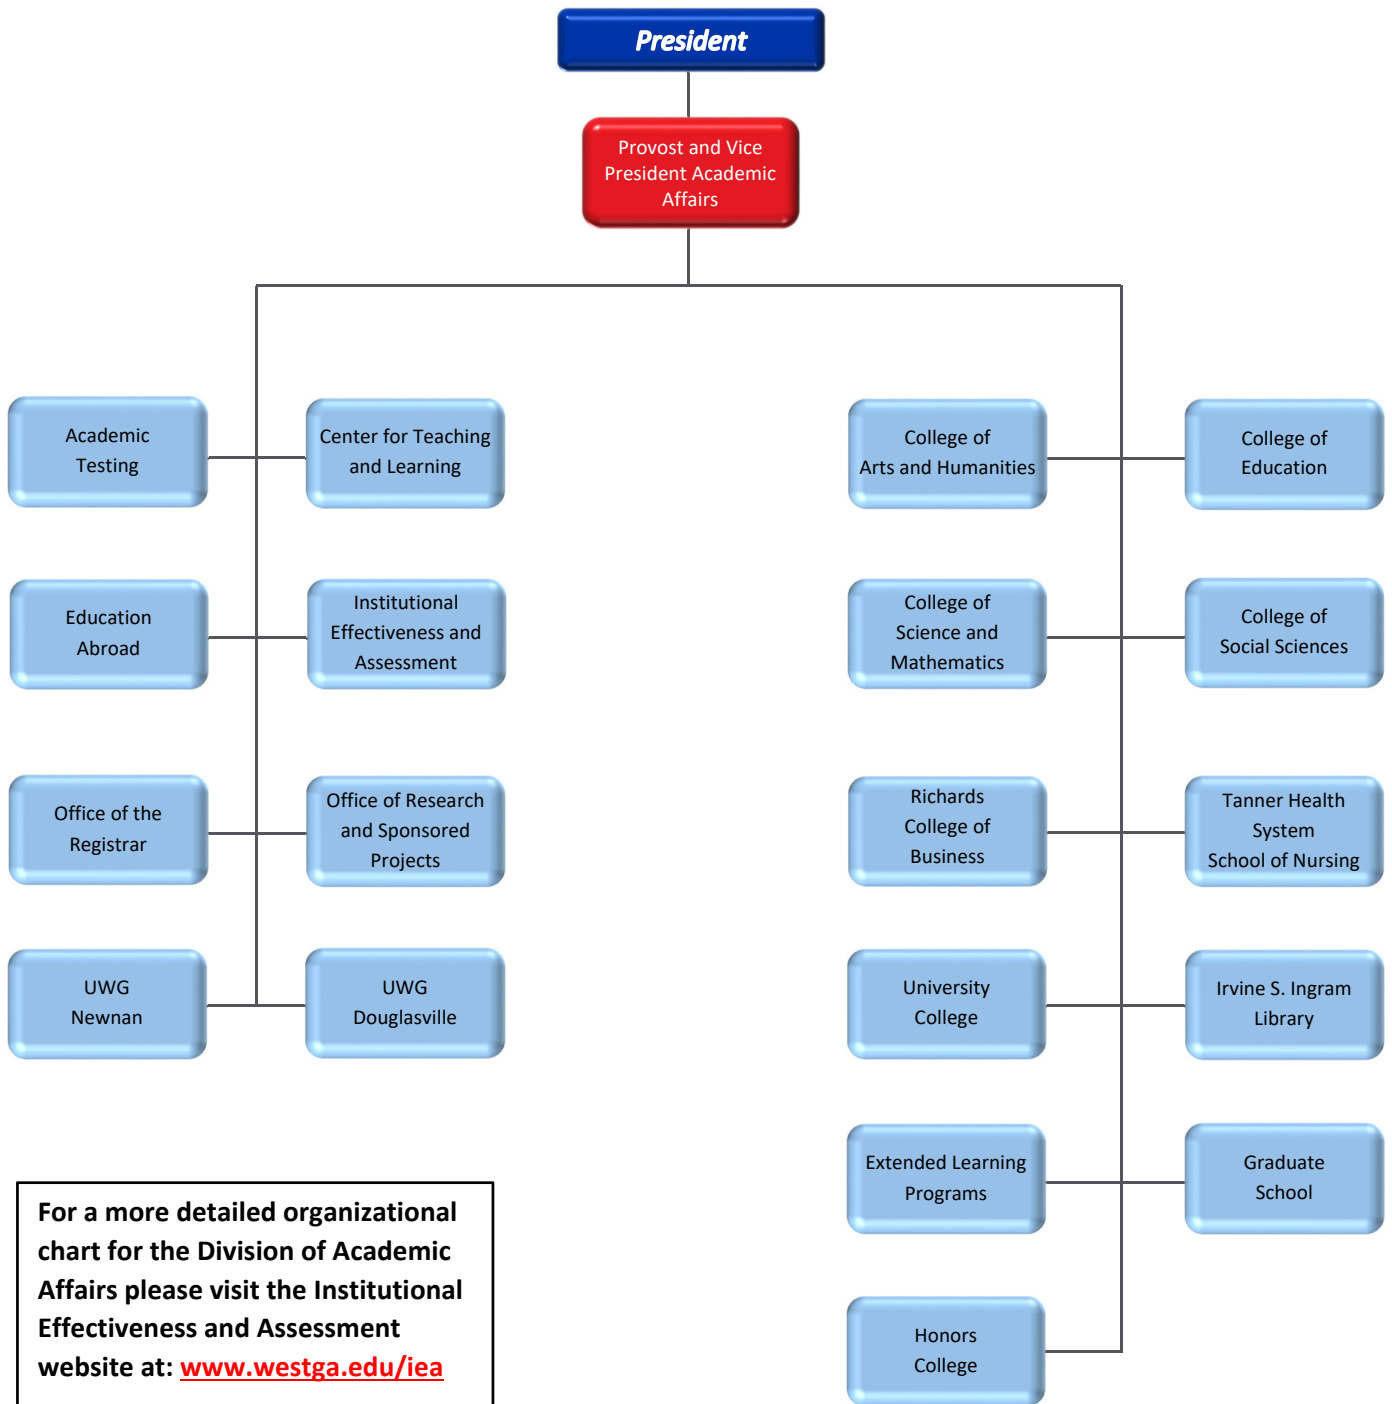 President
Provost and Vice
President Academic
Affairs
Academic
Testing
Center for Teaching
and Learning
College of
Arts and Humanities
College of
Education
Education
Abroad
Institutional
Effectiveness and
Assessment
College of
Science and
Mathematics
College of
Social Sciences
Office of the
Registrar
Office of Research
and Sponsored
Projects
Richards
College of
Business
Tanner Health
System
School of Nursing
UWG
Newnan
UWG
Douglasville
University
College
Irvine S. Ingram
Library
Extended Learning
Programs
Graduate
School
Honors
College
For a more detailed organizational
chart for the Division of Academic
Affairs please visit the Institutional
Effectiveness and Assessment
website at: www.westga.edu/iea